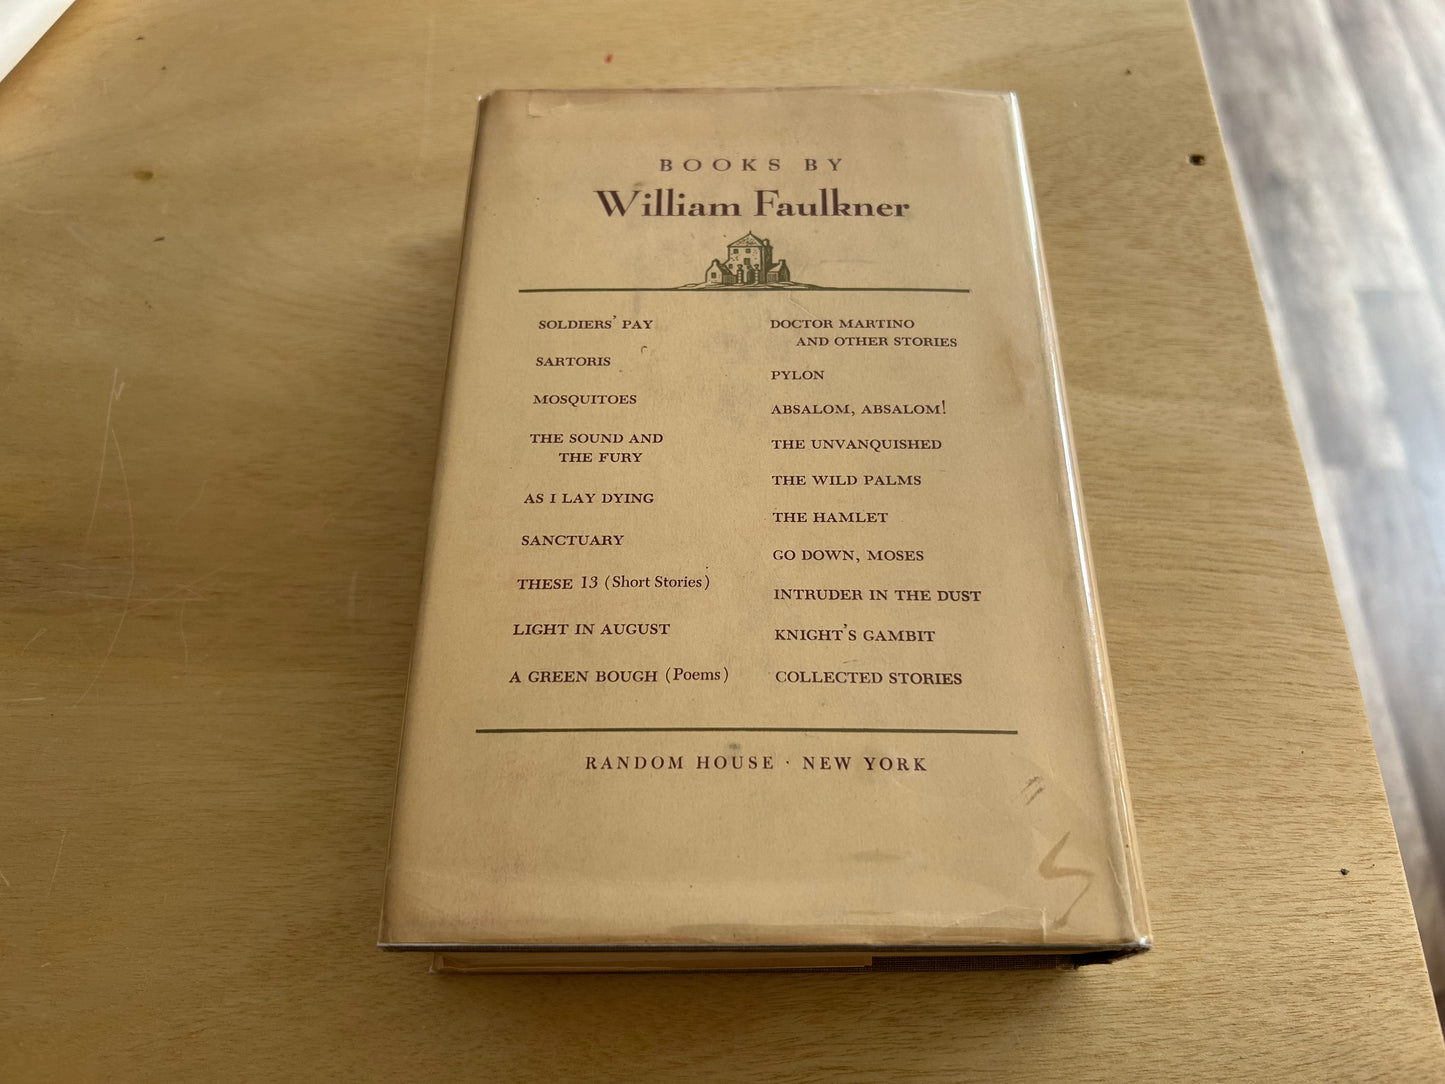 BOOKS BY
William Faulkner
SOLDIERS' PAY
SARTORIS
MOSQUITOES
THE SOUND AND
THE FURY
AS I LAY DYING
SANCTUARY
THESE 13 (Short Stories)
LIGHT IN AUGUST
A GREEN BOUGH (Poems)
DOCTOR MARTINO
AND OTHER STORIES
PYLON
ABSALOM, ABSALOM!
THE UNVANQUISHED
THE WILD PALMS
THE HAMLET
GO DOWN, MOSES
INTRUDER IN THE DUST
KNIGHT'S GAMBIT
COLLECTED STORIES
RANDOM HOUSE · NEW YORK